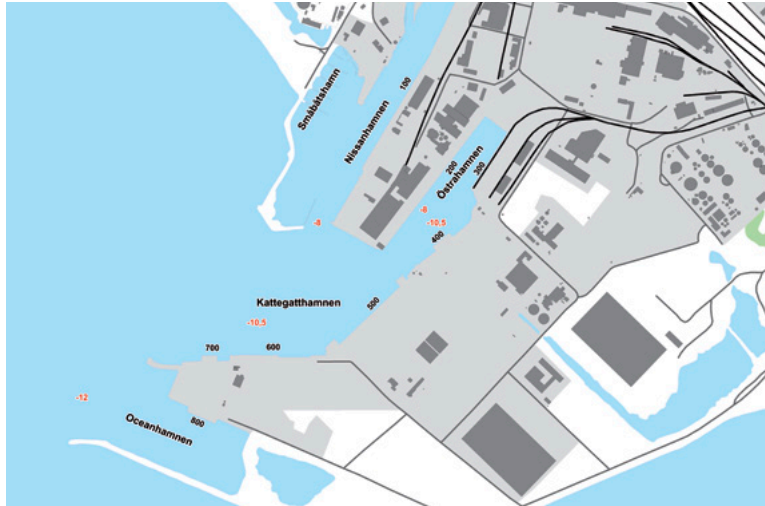 Småbåtshamn
Nissanhamnen
100
200
300
Östrahamnen
-8
-8
-10,5
400
Kattegatthamnen
500
-10,5
700
600
-12
Oceanhamnen
800